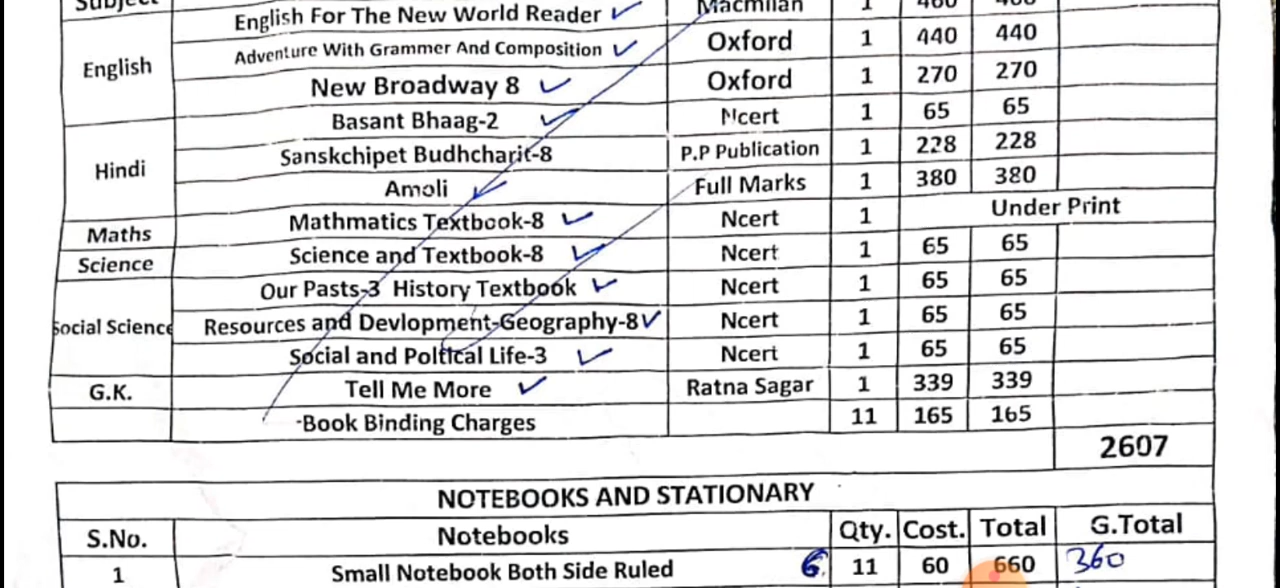 Subject
English For The New World Reader ✓ Macmilan 1 460 460
English
Adventure With Grammer And Composition ✓ Oxford 1 440 440
New Broadway 8 ✓ Oxford 1 270 270
Basant Bhaag-2 ✓ Ncert 1 65 65
Hindi
Sanskchipet Budhcharit-8 P.P Publication 1 228 228
Amoli ✓ Full Marks 1 380 380
Maths Mathmatics Textbook-8 ✓ Ncert 1 Under Print
Science Science and Textbook-8 ✓ Ncert 1 65 65
Our Pasts-3 History Textbook ✓ Ncert 1 65 65
Social Science Resources and Devlopment-Geography-8 ✓ Ncert 1 65 65
Social and Poltical Life-3 ✓ Ncert 1 65 65
G.K. Tell Me More ✓ Ratna Sagar 1 339 339
-Book Binding Charges 11 165 165
2607
NOTEBOOKS AND STATIONARY
S.No. Notebooks Qty. Cost. Total G.Total
1 Small Notebook Both Side Ruled 6 11 60 660 360